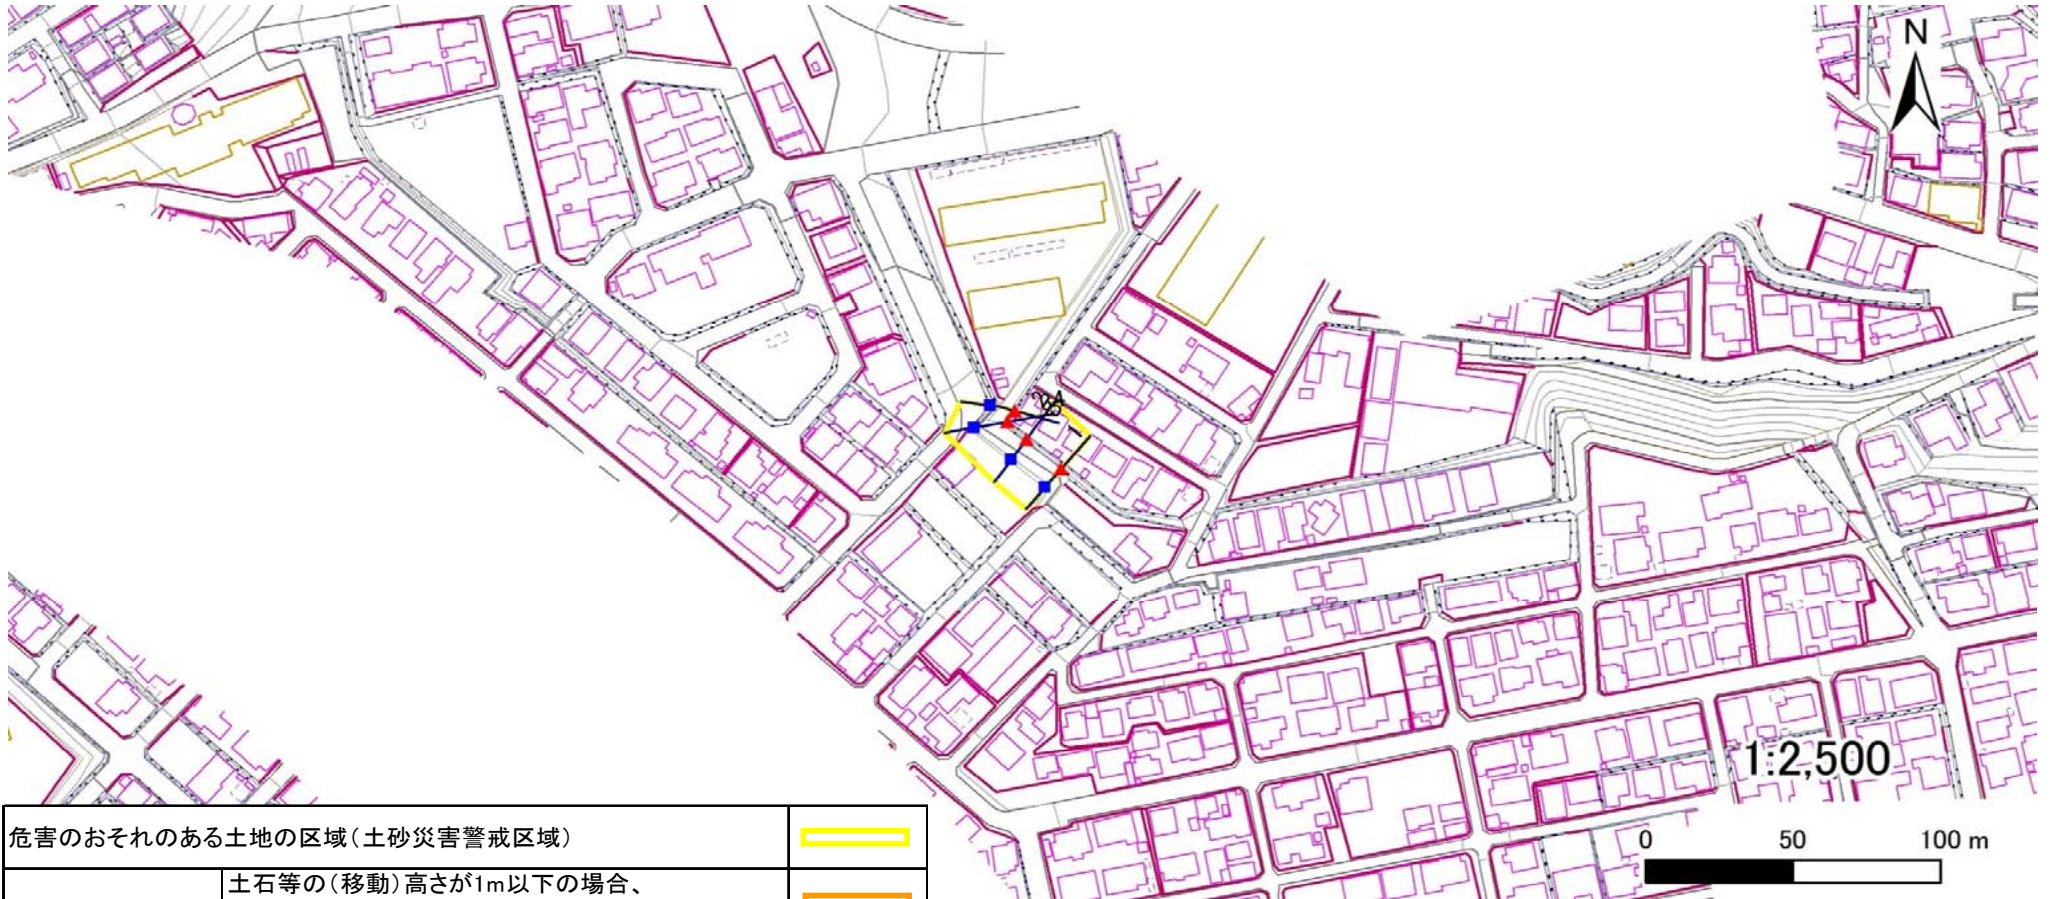 N
1
1:2,500
0 50 100 m
危害のおそれのある土地の区域(土砂災害警戒区域)
土石等の(移動)高さが1m以下の場合、